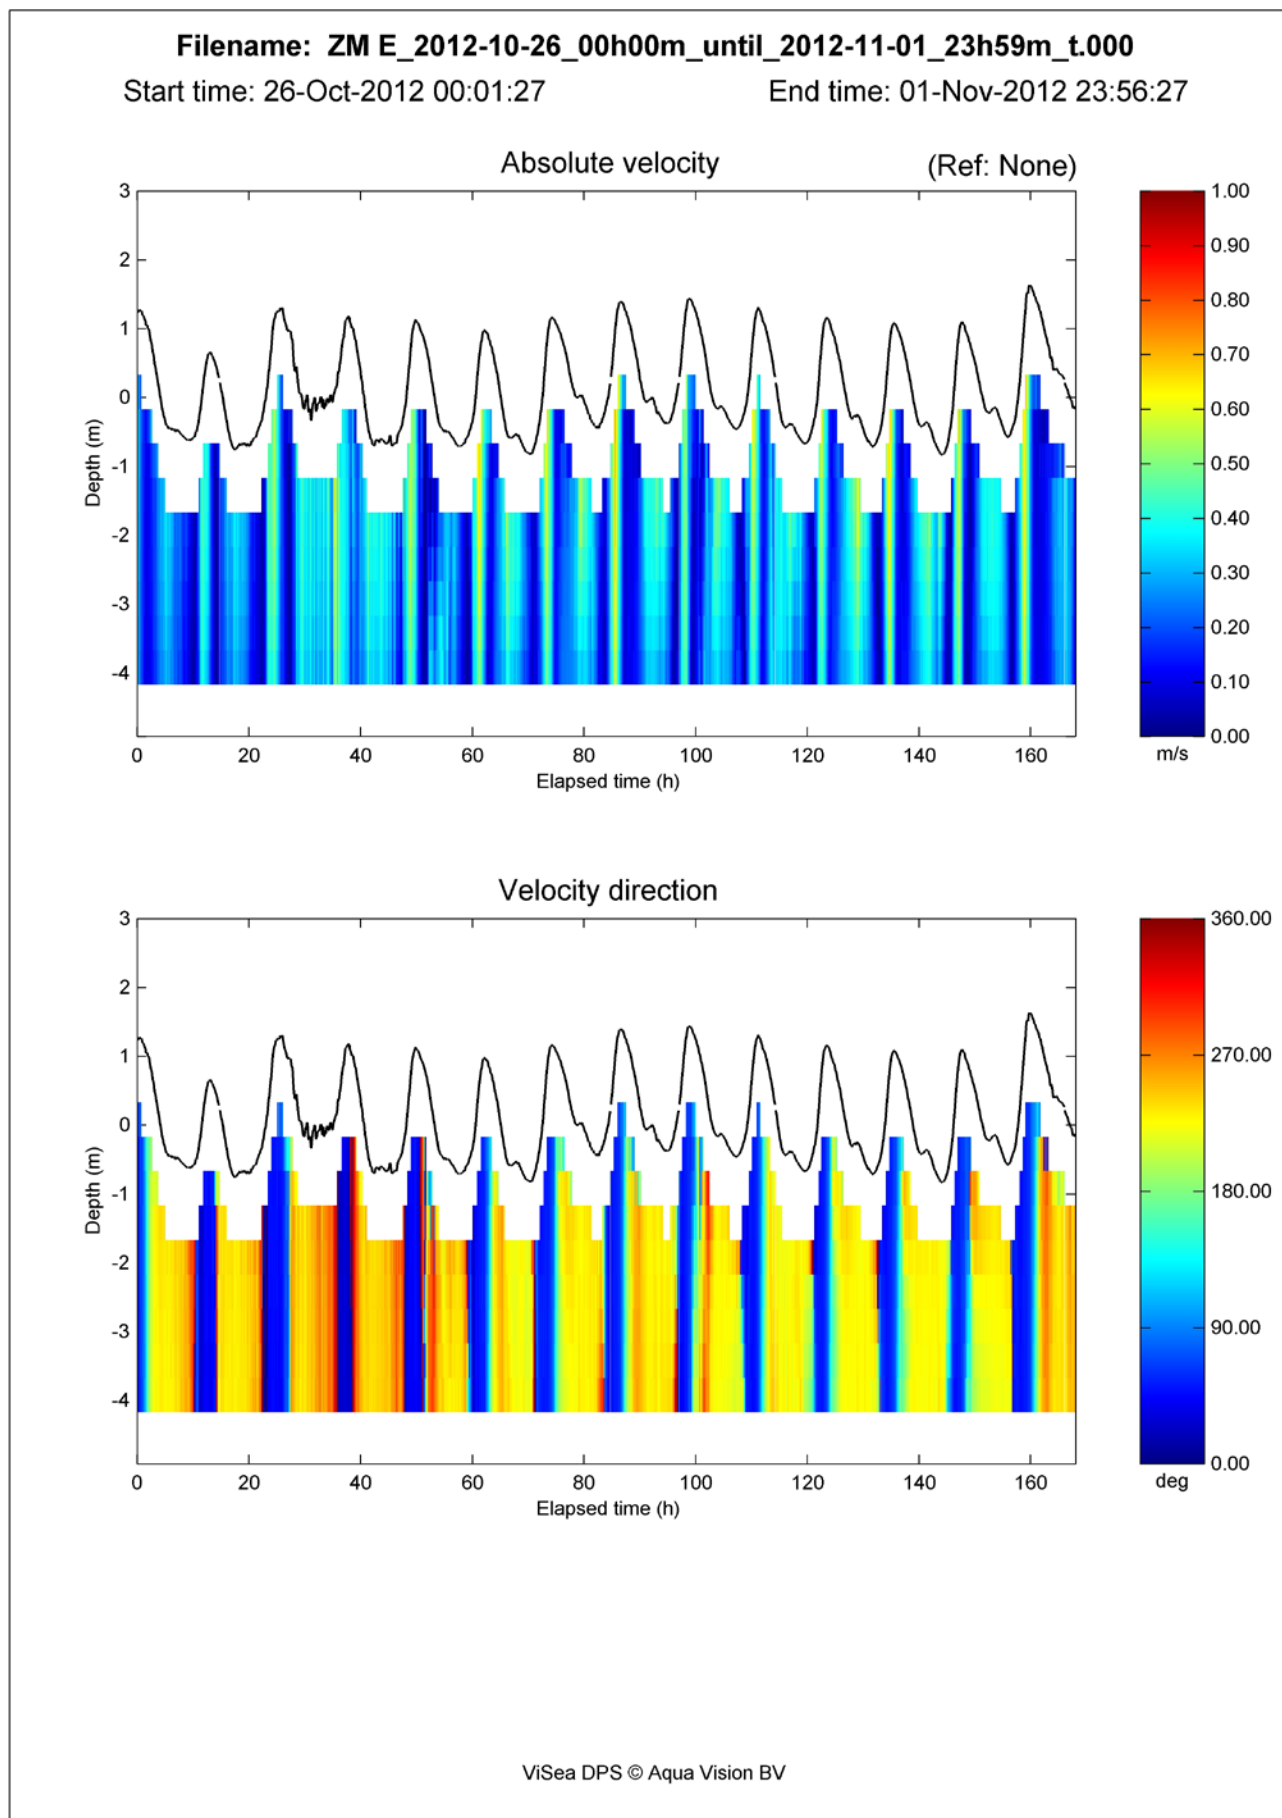 Filename: ZM E_2012-10-26_00h00m_until_2012-11-01_23h59m_t.000
Start time: 26-Oct-2012 00:01:27 End time: 01-Nov-2012 23:56:27
Absolute velocity (Ref: None)
3
2
1
0
-1
-2
-3
-4
Depth (m)
0 20 40 60 80 100 120 140 160
Elapsed time (h)
1.00
0.90
0.80
0.70
0.60
0.50
0.40
0.30
0.20
0.10
0.00
m/s
Velocity direction
3
2
1
0
-1
-2
-3
-4
Depth (m)
0 20 40 60 80 100 120 140 160
Elapsed time (h)
360.00
270.00
180.00
90.00
0.00
deg
ViSea DPS © Aqua Vision BV